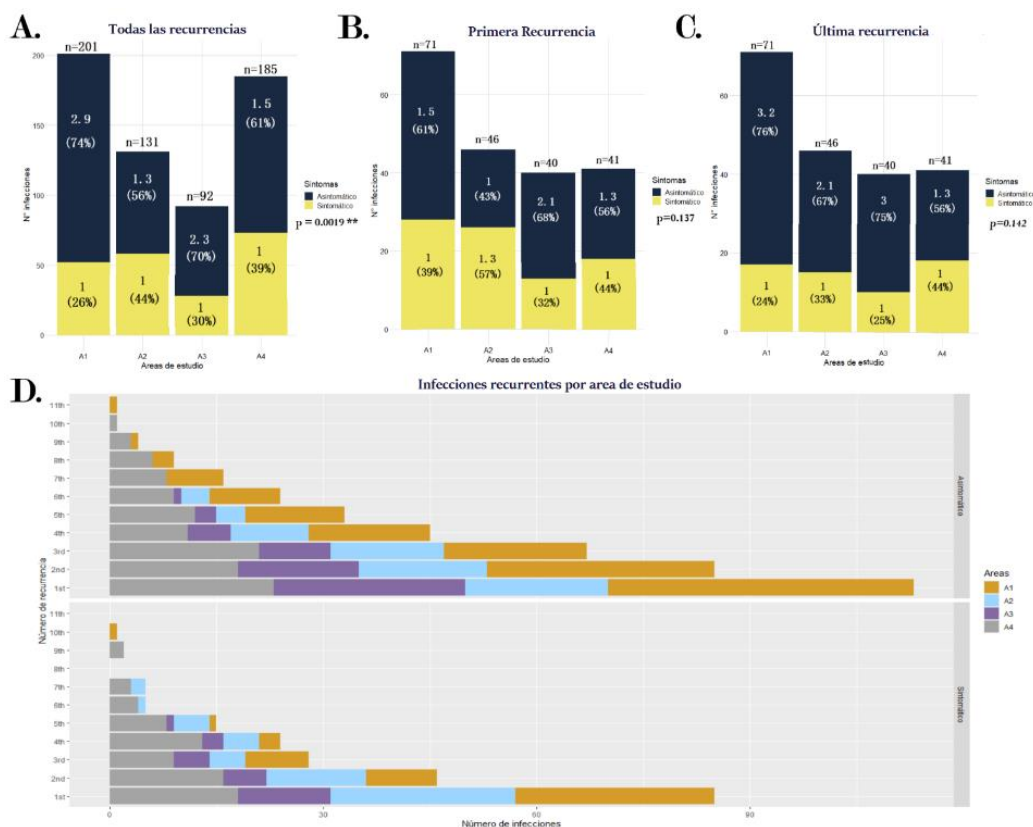 A.
Todas las recurrencias
n=201
n=131
n=92
n=185
2.9
(74%)
1.3
(56%)
2.3
(70%)
1.5
(61%)
1
(26%)
1
(44%)
1
(30%)
1
(39%)
200
150
100
50
0
N° infecciones
A1
A2
A3
A4
Areas de estudio
Sintomas
Asintomático
Sintomático
p = 0.0019 **
B.
Primera Recurrencia
n=71
n=46
n=40
n=41
1.5
(61%)
1
(43%)
2.1
(68%)
1.3
(56%)
1
(39%)
1.3
(57%)
1
(32%)
1
(44%)
60
40
20
0
N° infecciones
A1
A2
A3
A4
Areas de estudio
Sintomas
Asintomático
Sintomático
p=0.137
C.
Última recurrencia
n=71
n=46
n=40
n=41
3.2
(76%)
2.1
(67%)
3
(75%)
1.3
(56%)
1
(24%)
1
(33%)
1
(25%)
1
(44%)
60
40
20
0
N° infecciones
A1
A2
A3
A4
Areas de estudio
Sintomas
Asintomático
Sintomático
p=0.142
D.
Infecciones recurrentes por area de estudio
11th
10th
9th
8th
7th
6th
5th
4th
3rd
2nd
1st
Asintomático
11th
10th
9th
8th
7th
6th
5th
4th
3rd
2nd
1st
Sintomático
Número de recurrencia
0
30
60
90
Número de infecciones
Areas
A1
A2
A3
A4